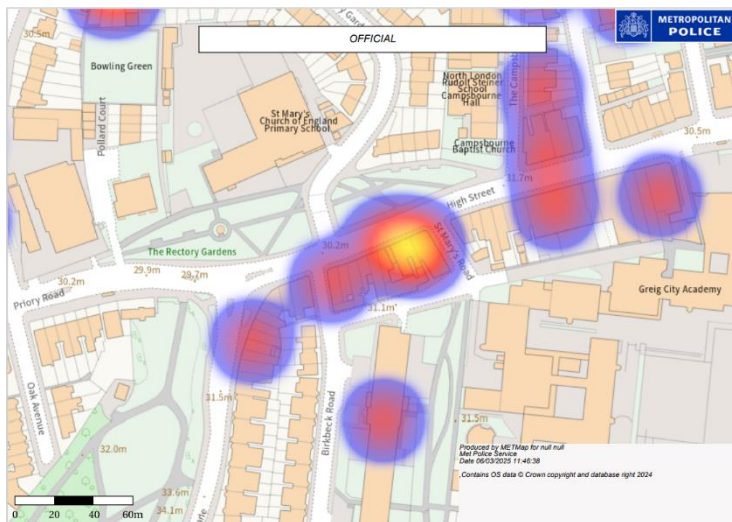 OFFICIAL
METROPOLITAN
POLICE
30.5m
Bowling Green
Pollard Court
St Mary's
Church of England
Primary School
North London
Rudolf Steiner
School
Campsbourne
Hall
Campsbourne
Baptist Church
30.5m
31.7m
High Street
St Mary's Road
30.2m
The Rectory Gardens
29.9m
29.7m
30.2m
Priory Road
Greig City Academy
31.1m
31.5m
Oak Avenue
Birkbeck Road
31.5m
32.0m
33.6m
34.1m
0 20 40 60m
Produced by METMap for null null
Met Police Service
Date 06/03/2025 11:46:38
Contains OS data © Crown copyright and database right 2024